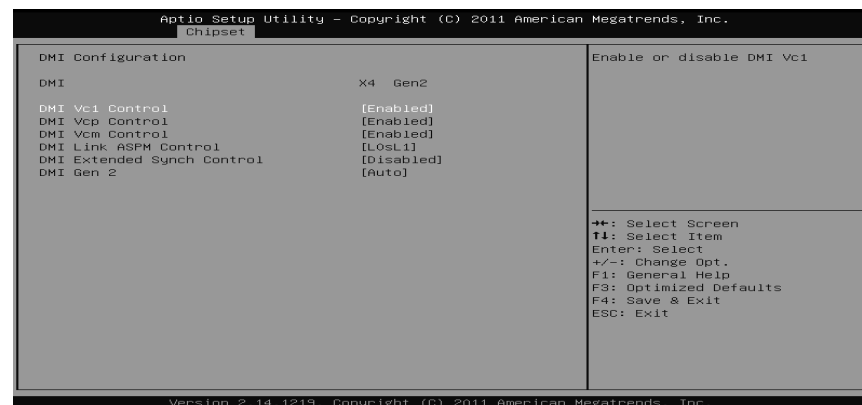 Aptio Setup Utility – Copyright (C) 2011 American Megatrends, Inc.
Chipset
DMI Configuration
DMI X4 Gen2
DMI Vc1 Control [Enabled]
DMI Vcp Control [Enabled]
DMI Vcm Control [Enabled]
DMI Link ASPM Control [L0sL1]
DMI Extended Synch Control [Disabled]
DMI Gen 2 [Auto]
Enable or disable DMI Vc1
→←: Select Screen
↑↓: Select Item
Enter: Select
+/-: Change Opt.
F1: General Help
F3: Optimized Defaults
F4: Save & Exit
ESC: Exit
Version 2.14.1219. Copyright (C) 2011 American Megatrends, Inc.